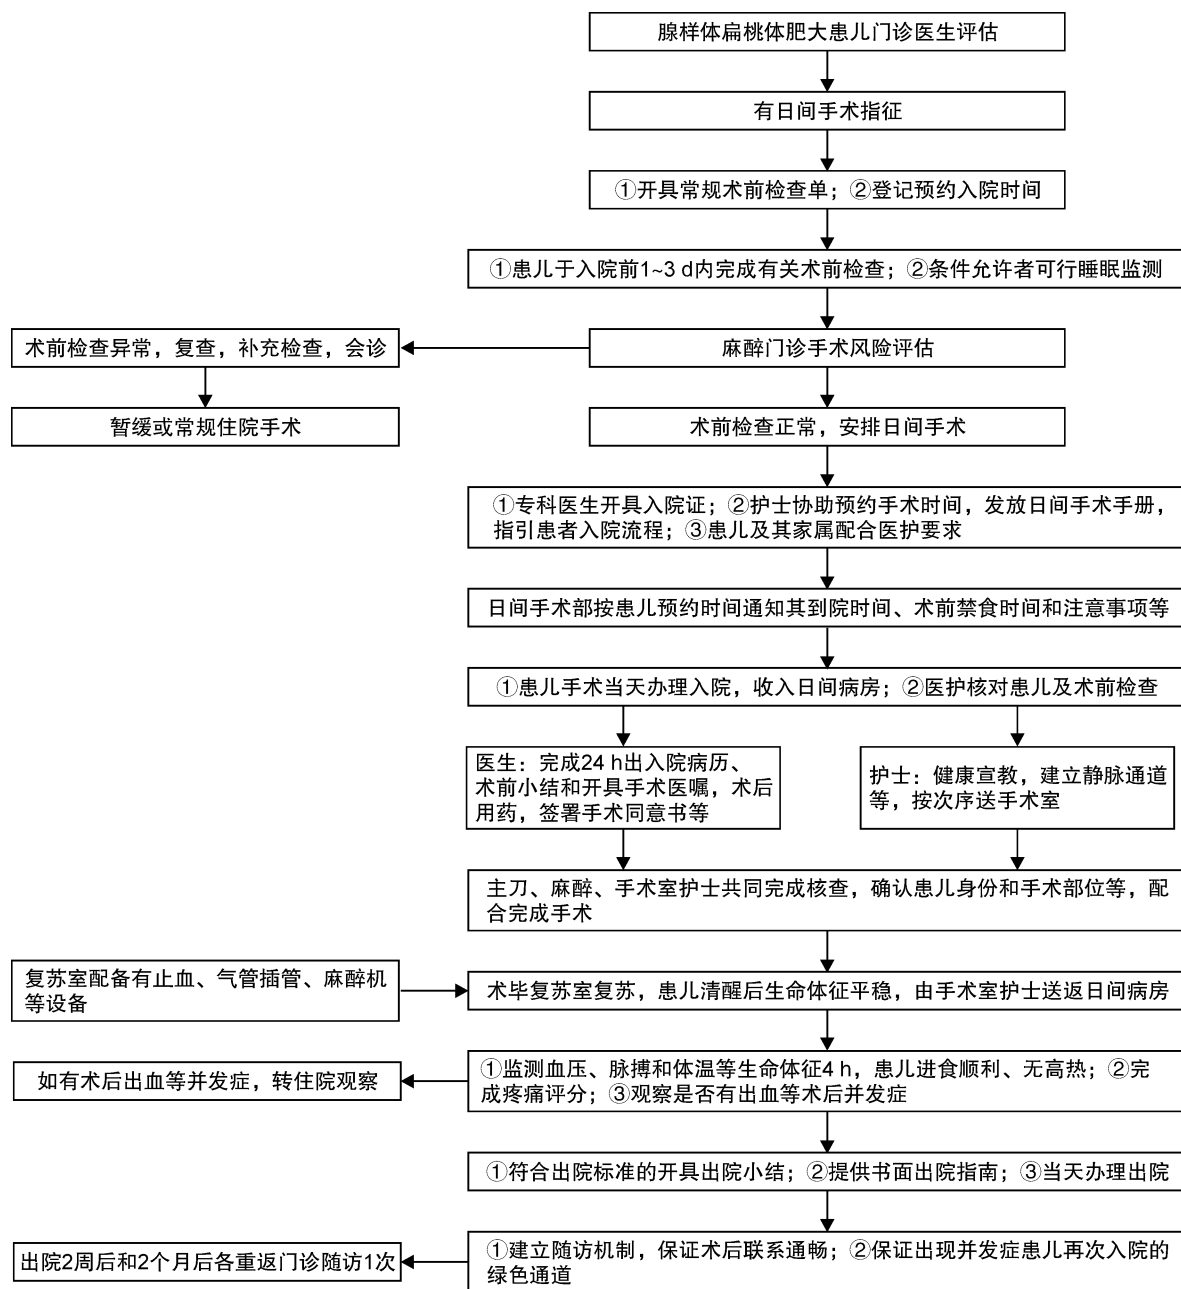 腺样体扁桃体肥大患儿门诊医生评估
有日间手术指征
①开具常规术前检查单；②登记预约入院时间
①患儿于入院前1~3 d内完成有关术前检查；②条件允许者可行睡眠监测
术前检查异常，复查，补充检查，会诊
麻醉门诊手术风险评估
暂缓或常规住院手术
术前检查正常，安排日间手术
①专科医生开具入院证；②护士协助预约手术时间，发放日间手术手册，
指引患者入院流程；③患儿及其家属配合医护要求
日间手术部按患儿预约时间通知其到院时间、术前禁食时间和注意事项等
①患儿手术当天办理入院，收入日间病房；②医护核对患儿及术前检查
医生：完成24 h出入院病历、
术前小结和开具手术医嘱，术后
用药，签署手术同意书等
护士：健康宣教，建立静脉通道
等，按次序送手术室
主刀、麻醉、手术室护士共同完成核查，确认患儿身份和手术部位等，配
合完成手术
复苏室配备有止血、气管插管、麻醉机
等设备
术毕复苏室复苏，患儿清醒后生命体征平稳，由手术室护士送返日间病房
如有术后出血等并发症，转住院观察
①监测血压、脉搏和体温等生命体征4 h，患儿进食顺利、无高热；②完
成疼痛评分；③观察是否有出血等术后并发症
①符合出院标准的开具出院小结；②提供书面出院指南；③当天办理出院
出院2周后和2个月后各重返门诊随访1次
①建立随访机制，保证术后联系通畅；②保证出现并发症患儿再次入院的
绿色通道